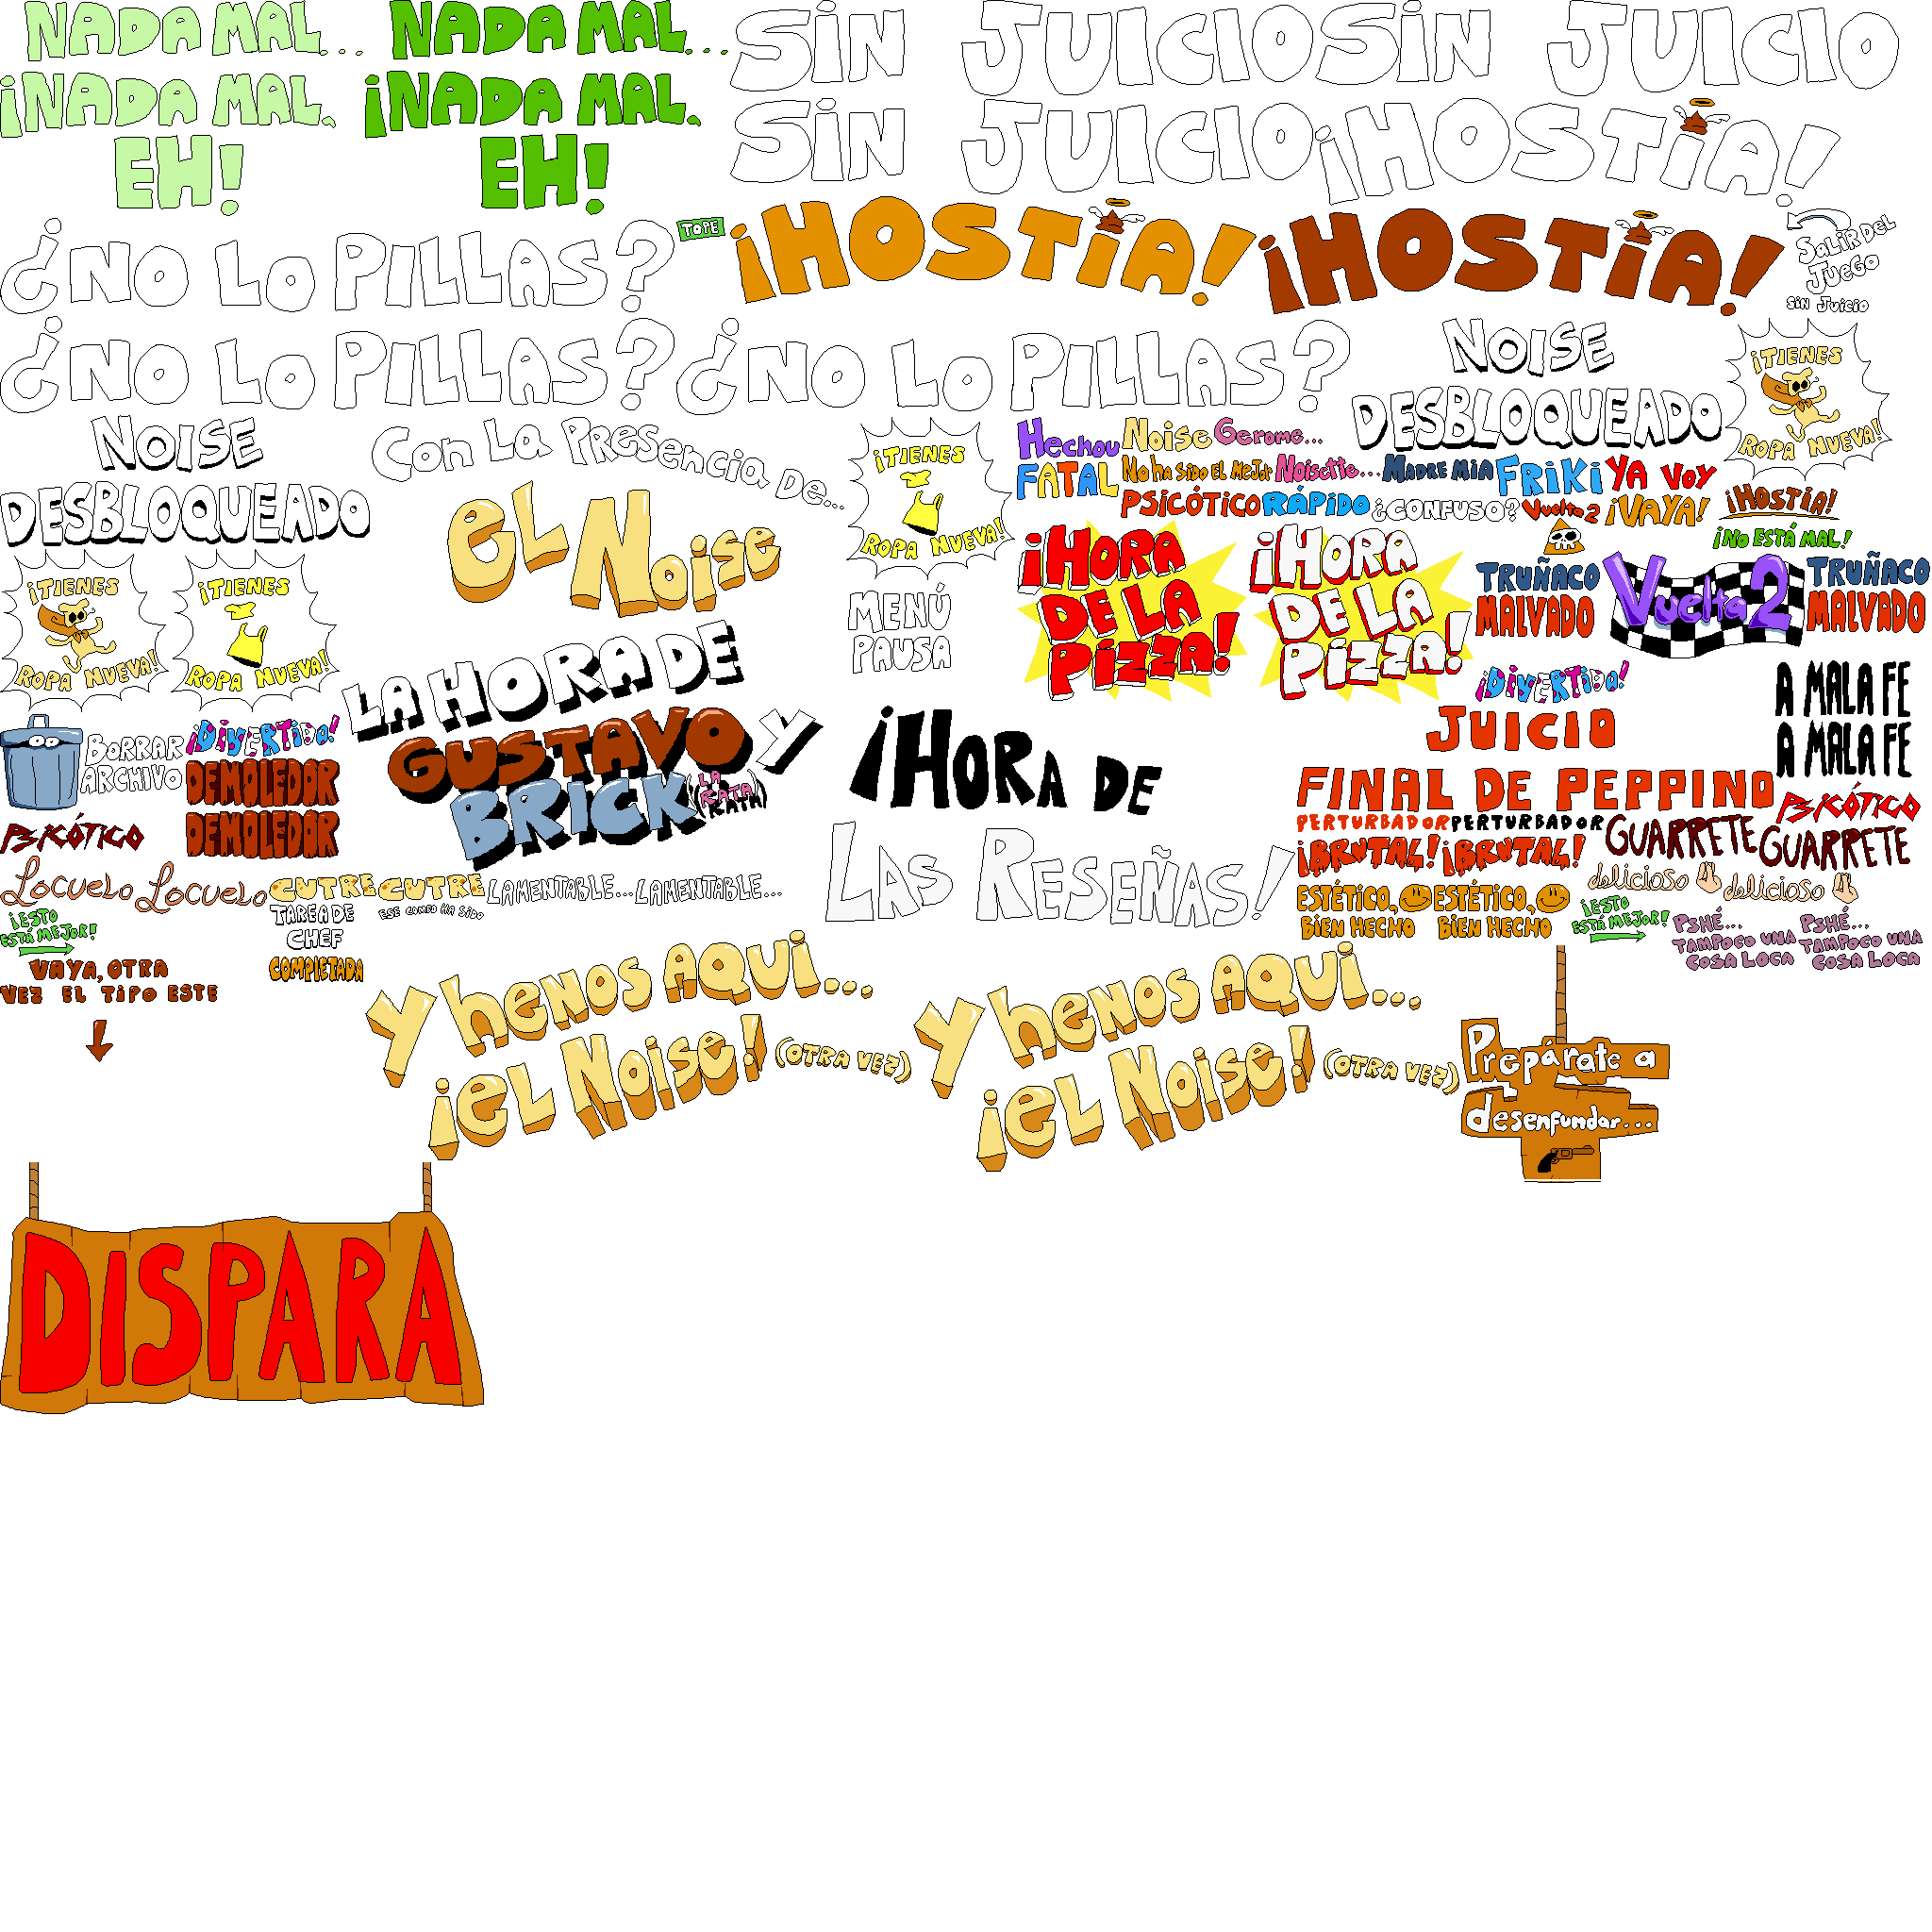 NADA MAL...
NADA MAL...
SIN JUICIO
SIN JUICIO
¡NADA MAL,
EH!
¡NADA MAL,
EH!
SIN JUICIO
¡HOSTIA!
¿NO LO PILLAS?
TOPE
¡HOSTIA!
¡HOSTIA!
SALIR DEL
JUEGO
SIN JUICIO
¿NO LO PILLAS?
¿NO LO PILLAS?
NOISE
DESBLOQUEADO
¡TIENES
ROPA NUEVA!
NOISE
DESBLOQUEADO
Con La Presencia De...
¡TIENES
ROPA NUEVA!
Hechou
Noise
Gerome...
FATAL
No ha sido el mejor
Noisette...
MADRE MIA
FRiKi
YA VOY
PSICÓTICO
RÁPIDO
¿CONFUSO?
Vuelta 2
¡VAYA!
¡HOSTIA!
¡NO ESTÁ MAL!
eL Noise
¡TIENES
ROPA NUEVA!
¡TIENES
ROPA NUEVA!
MENÚ
PAUSA
¡HORA
DE LA
PIZZA!
¡HORA
DE LA
PIZZA!
TRUÑACO
MALVADO
Vuelta 2
TRUÑACO
MALVADO
LA HORA DE
GUSTAVO Y
BRICK (LA RATA)
¡DIVERTIDO!
JUICIO
A MALA FE
A MALA FE
BORRAR
ARCHIVO
¡DIVERTIDO!
DEMOLEDOR
DEMOLEDOR
¡HORA DE
LAS RESEÑAS!
FINAL DE PEPPINO
PSICÓTICO
PERTURBADOR
PERTURBADOR
GUARRETE
GUARRETE
PSICÓTICO
¡BRUTAL!
¡BRUTAL!
Locuelo
Locuelo
CUTRE
CUTRE
LAMENTABLE...
LAMENTABLE...
delicioso
delicioso
ESTÉTICO,
BIEN HECHO
ESTÉTICO,
BIEN HECHO
¡ESTO
ESTÁ MEJOR!
TAREA DE
CHEF
COMPLETADA
ESE COMBO HA SIDO
¡ESTO
ESTÁ MEJOR!
PSHÉ...
TAMPOCO UNA
COSA LOCA
PSHÉ...
TAMPOCO UNA
COSA LOCA
VAYA, OTRA
VEZ EL TIPO ESTE
Y henos AQUI...
¡eL Noise! (OTRA VEZ)
Y henos AQUI...
¡eL Noise! (OTRA VEZ)
Prepárate a
desenfundar...
DISPARA